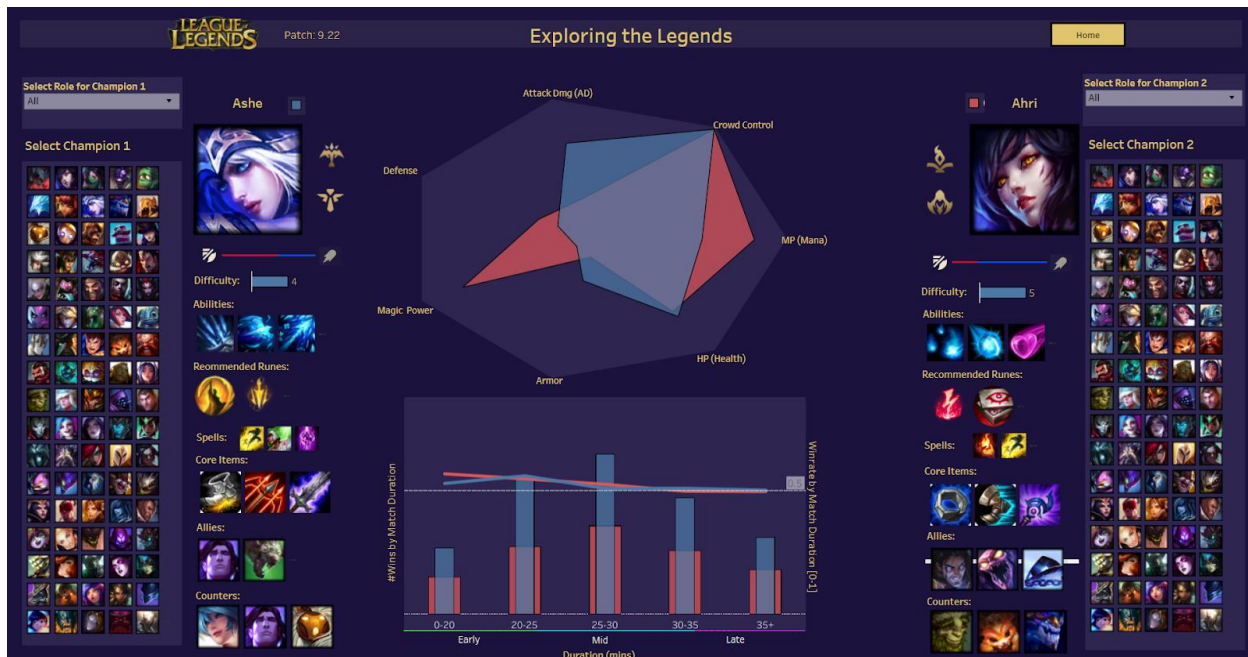 LEAGUE OF LEGENDS
Patch: 9.22
Exploring the Legends
Home
Select Role for Champion 1
All
Select Champion 1
Ashe
Difficulty:
4
Abilities:
Reommended Runes:
Spells:
Core Items:
Allies:
Counters:
Attack Dmg (AD)
Crowd Control
Defense
MP (Mana)
Magic Power
HP (Health)
Armor
#Wins by Match Duration
Winrate by Match Duration [0-1]
0.5
0-20
20-25
25-30
30-35
35+
Early
Mid
Late
Duration (mins)
Ahri
Difficulty:
5
Abilities:
Recommended Runes:
Spells:
Core Items:
Allies:
Counters:
Select Role for Champion 2
All
Select Champion 2